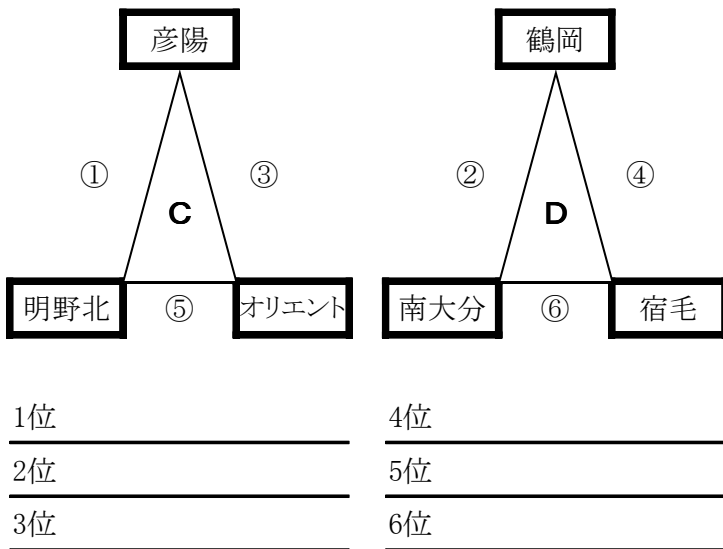 彦陽 鶴岡
① ③ ② ④
C D
明野北 ⑤ オリエント 南大分 ⑥ 宿毛
1位 4位
2位 5位
3位 6位